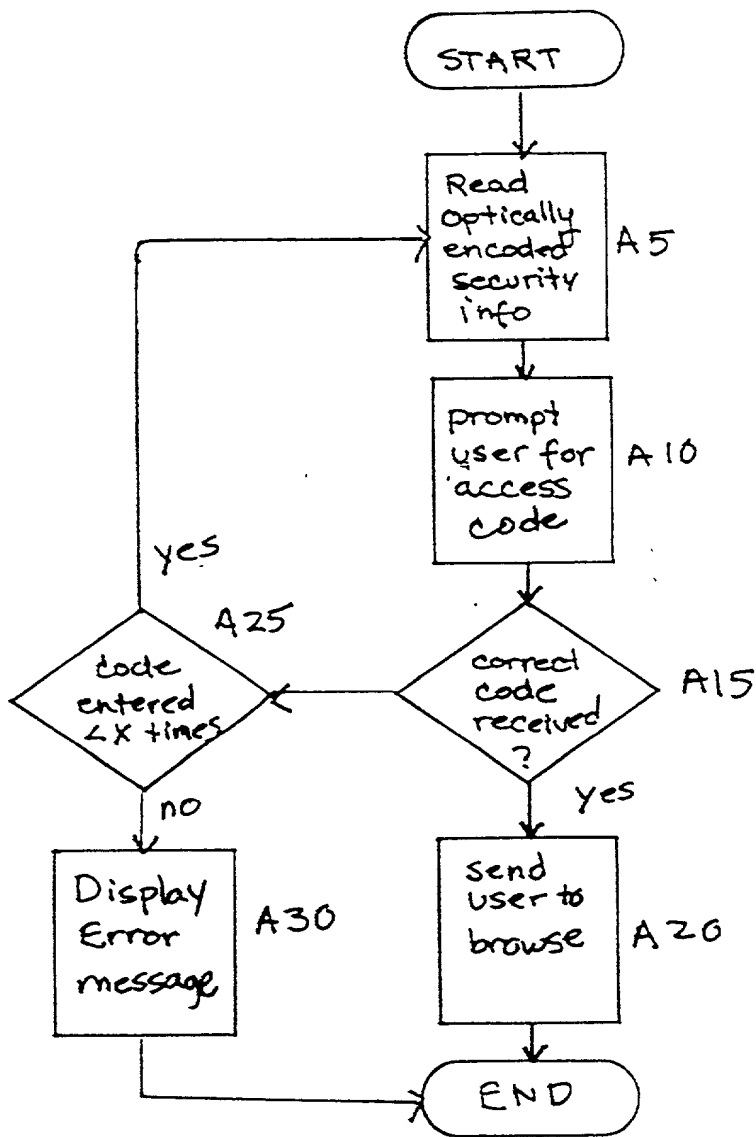 START
Read
optically
encoded
security
info
A5
prompt
user for
access
code
A10
yes
A25
code
entered
<X times
correct
code
received
?
A15
no
yes
Display
Error
message
A30
send
user to
browse
A20
END